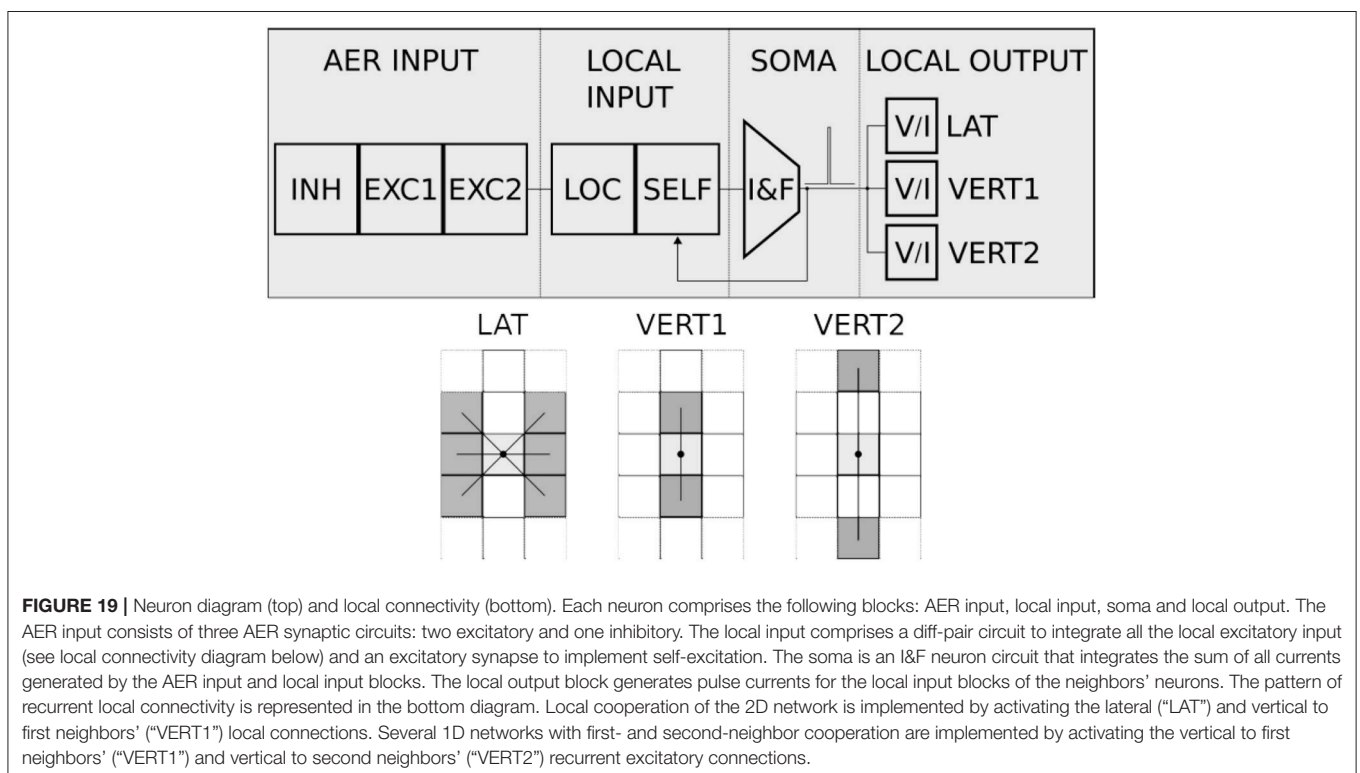 AER INPUT
LOCAL
INPUT
SOMA
LOCAL OUTPUT
INH
EXC1
EXC2
LOC
SELF
I&F
V/I LAT
V/I VERT1
V/I VERT2
LAT
VERT1
VERT2
FIGURE 19 | Neuron diagram (top) and local connectivity (bottom). Each neuron comprises the following blocks: AER input, local input, soma and local output. The
AER input consists of three AER synaptic circuits: two excitatory and one inhibitory. The local input comprises a diff-pair circuit to integrate all the local excitatory input
(see local connectivity diagram below) and an excitatory synapse to implement self-excitation. The soma is an I&F neuron circuit that integrates the sum of all currents
generated by the AER input and local input blocks. The local output block generates pulse currents for the local input blocks of the neighbors’ neurons. The pattern of
recurrent local connectivity is represented in the bottom diagram. Local cooperation of the 2D network is implemented by activating the lateral (“LAT”) and vertical to
first neighbors’ (“VERT1”) local connections. Several 1D networks with first- and second-neighbor cooperation are implemented by activating the vertical to first
neighbors’ (“VERT1”) and vertical to second neighbors’ (“VERT2”) recurrent excitatory connections.